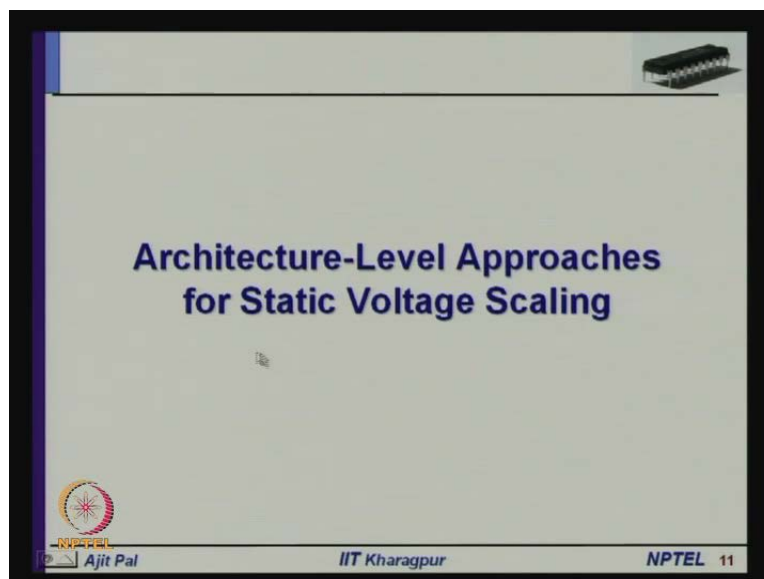 Architecture-Level Approaches
for Static Voltage Scaling
NPTEL
Ajit Pal
IIT Kharagpur
NPTEL 11